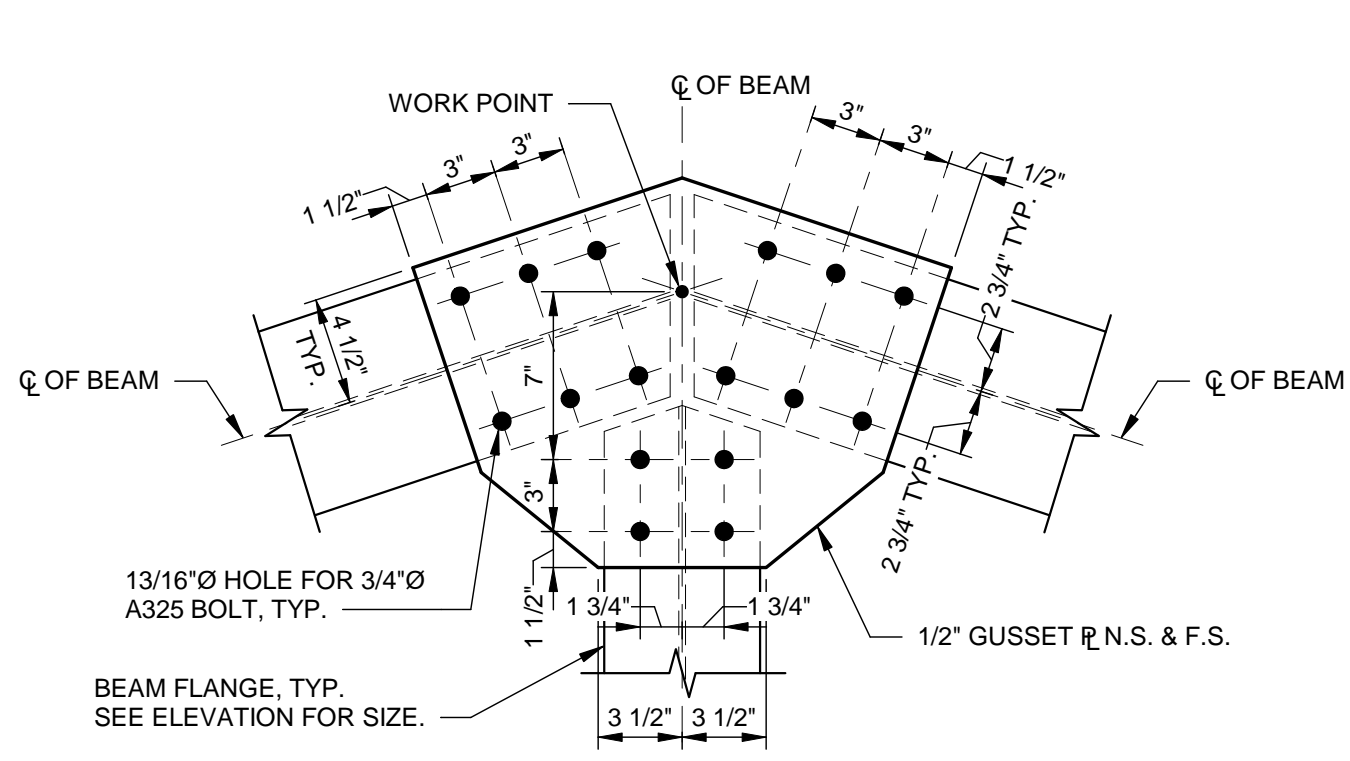 ℄ OF BEAM
WORK POINT
3"
3"
3"
3"
1 1/2"
1 1/2"
2 3/4" TYP.
4 1/2"
TYP.
7"
℄ OF BEAM
℄ OF BEAM
3"
2 3/4" TYP.
13/16"Ø HOLE FOR 3/4"Ø
A325 BOLT, TYP.
1 1/2"
1 3/4"
1 3/4"
1/2" GUSSET ⅊ N.S. & F.S.
BEAM FLANGE, TYP.
SEE ELEVATION FOR SIZE.
3 1/2"
3 1/2"